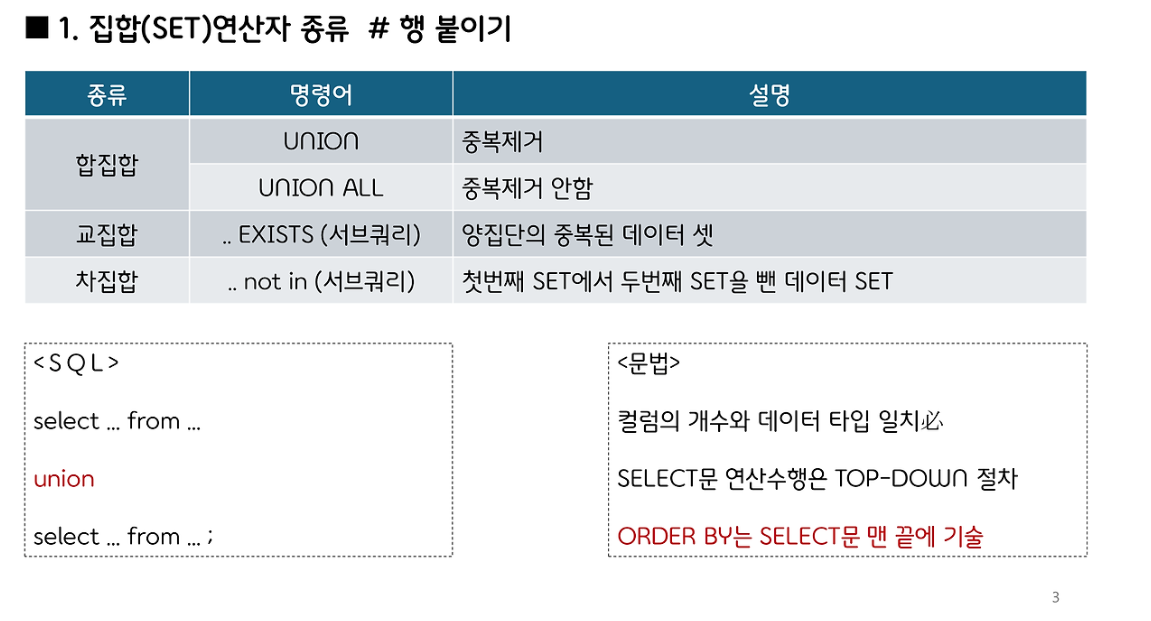 ■ 1. 집합(SET)연산자 종류 # 행 붙이기
종류 명령어 설명
합집합
UNION 중복제거
UNION ALL 중복제거 안함
교집합 .. EXISTS (서브쿼리) 양집단의 중복된 데이터 셋
차집합 .. not in (서브쿼리) 첫번째 SET에서 두번째 SET을 뺀 데이터 SET
<S Q L>
select ... from ...
union
select ... from ... ;
<문법>
컬럼의 개수와 데이터 타입 일치必
SELECT문 연산수행은 TOP-DOWN 절차
ORDER BY는 SELECT문 맨 끝에 기술
3